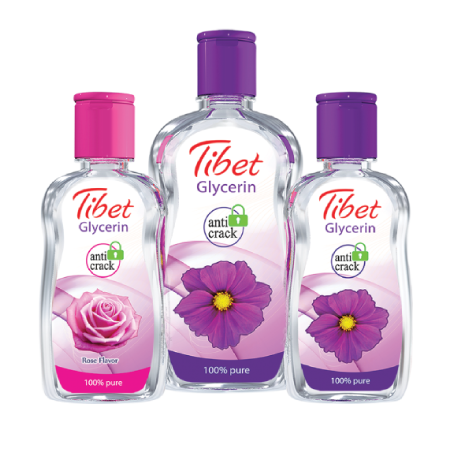 Tibet
Glycerin
anti
crack
Rose Flavor
100% pure
Tibet
Glycerin
anti
crack
100% pure
Tibet
Glycerin
anti
crack
100% pure